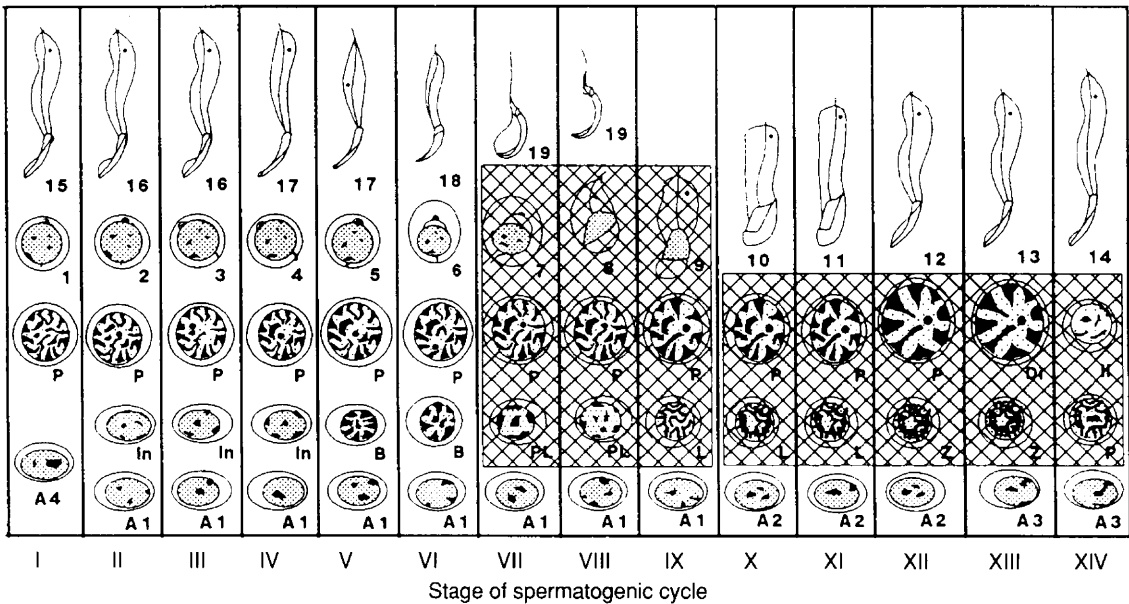 15 16 16 17 17 18 19 19
1 2 3 4 5 6 7 8 9 10 11 12 13 14
P P P P P P P P P P P P Di II
In In In B B PL PL L L L Z Z P
A4 A1 A1 A1 A1 A1 A1 A1 A1 A2 A2 A2 A3 A3
I II III IV V VI VII VIII IX X XI XII XIII XIV
Stage of spermatogenic cycle